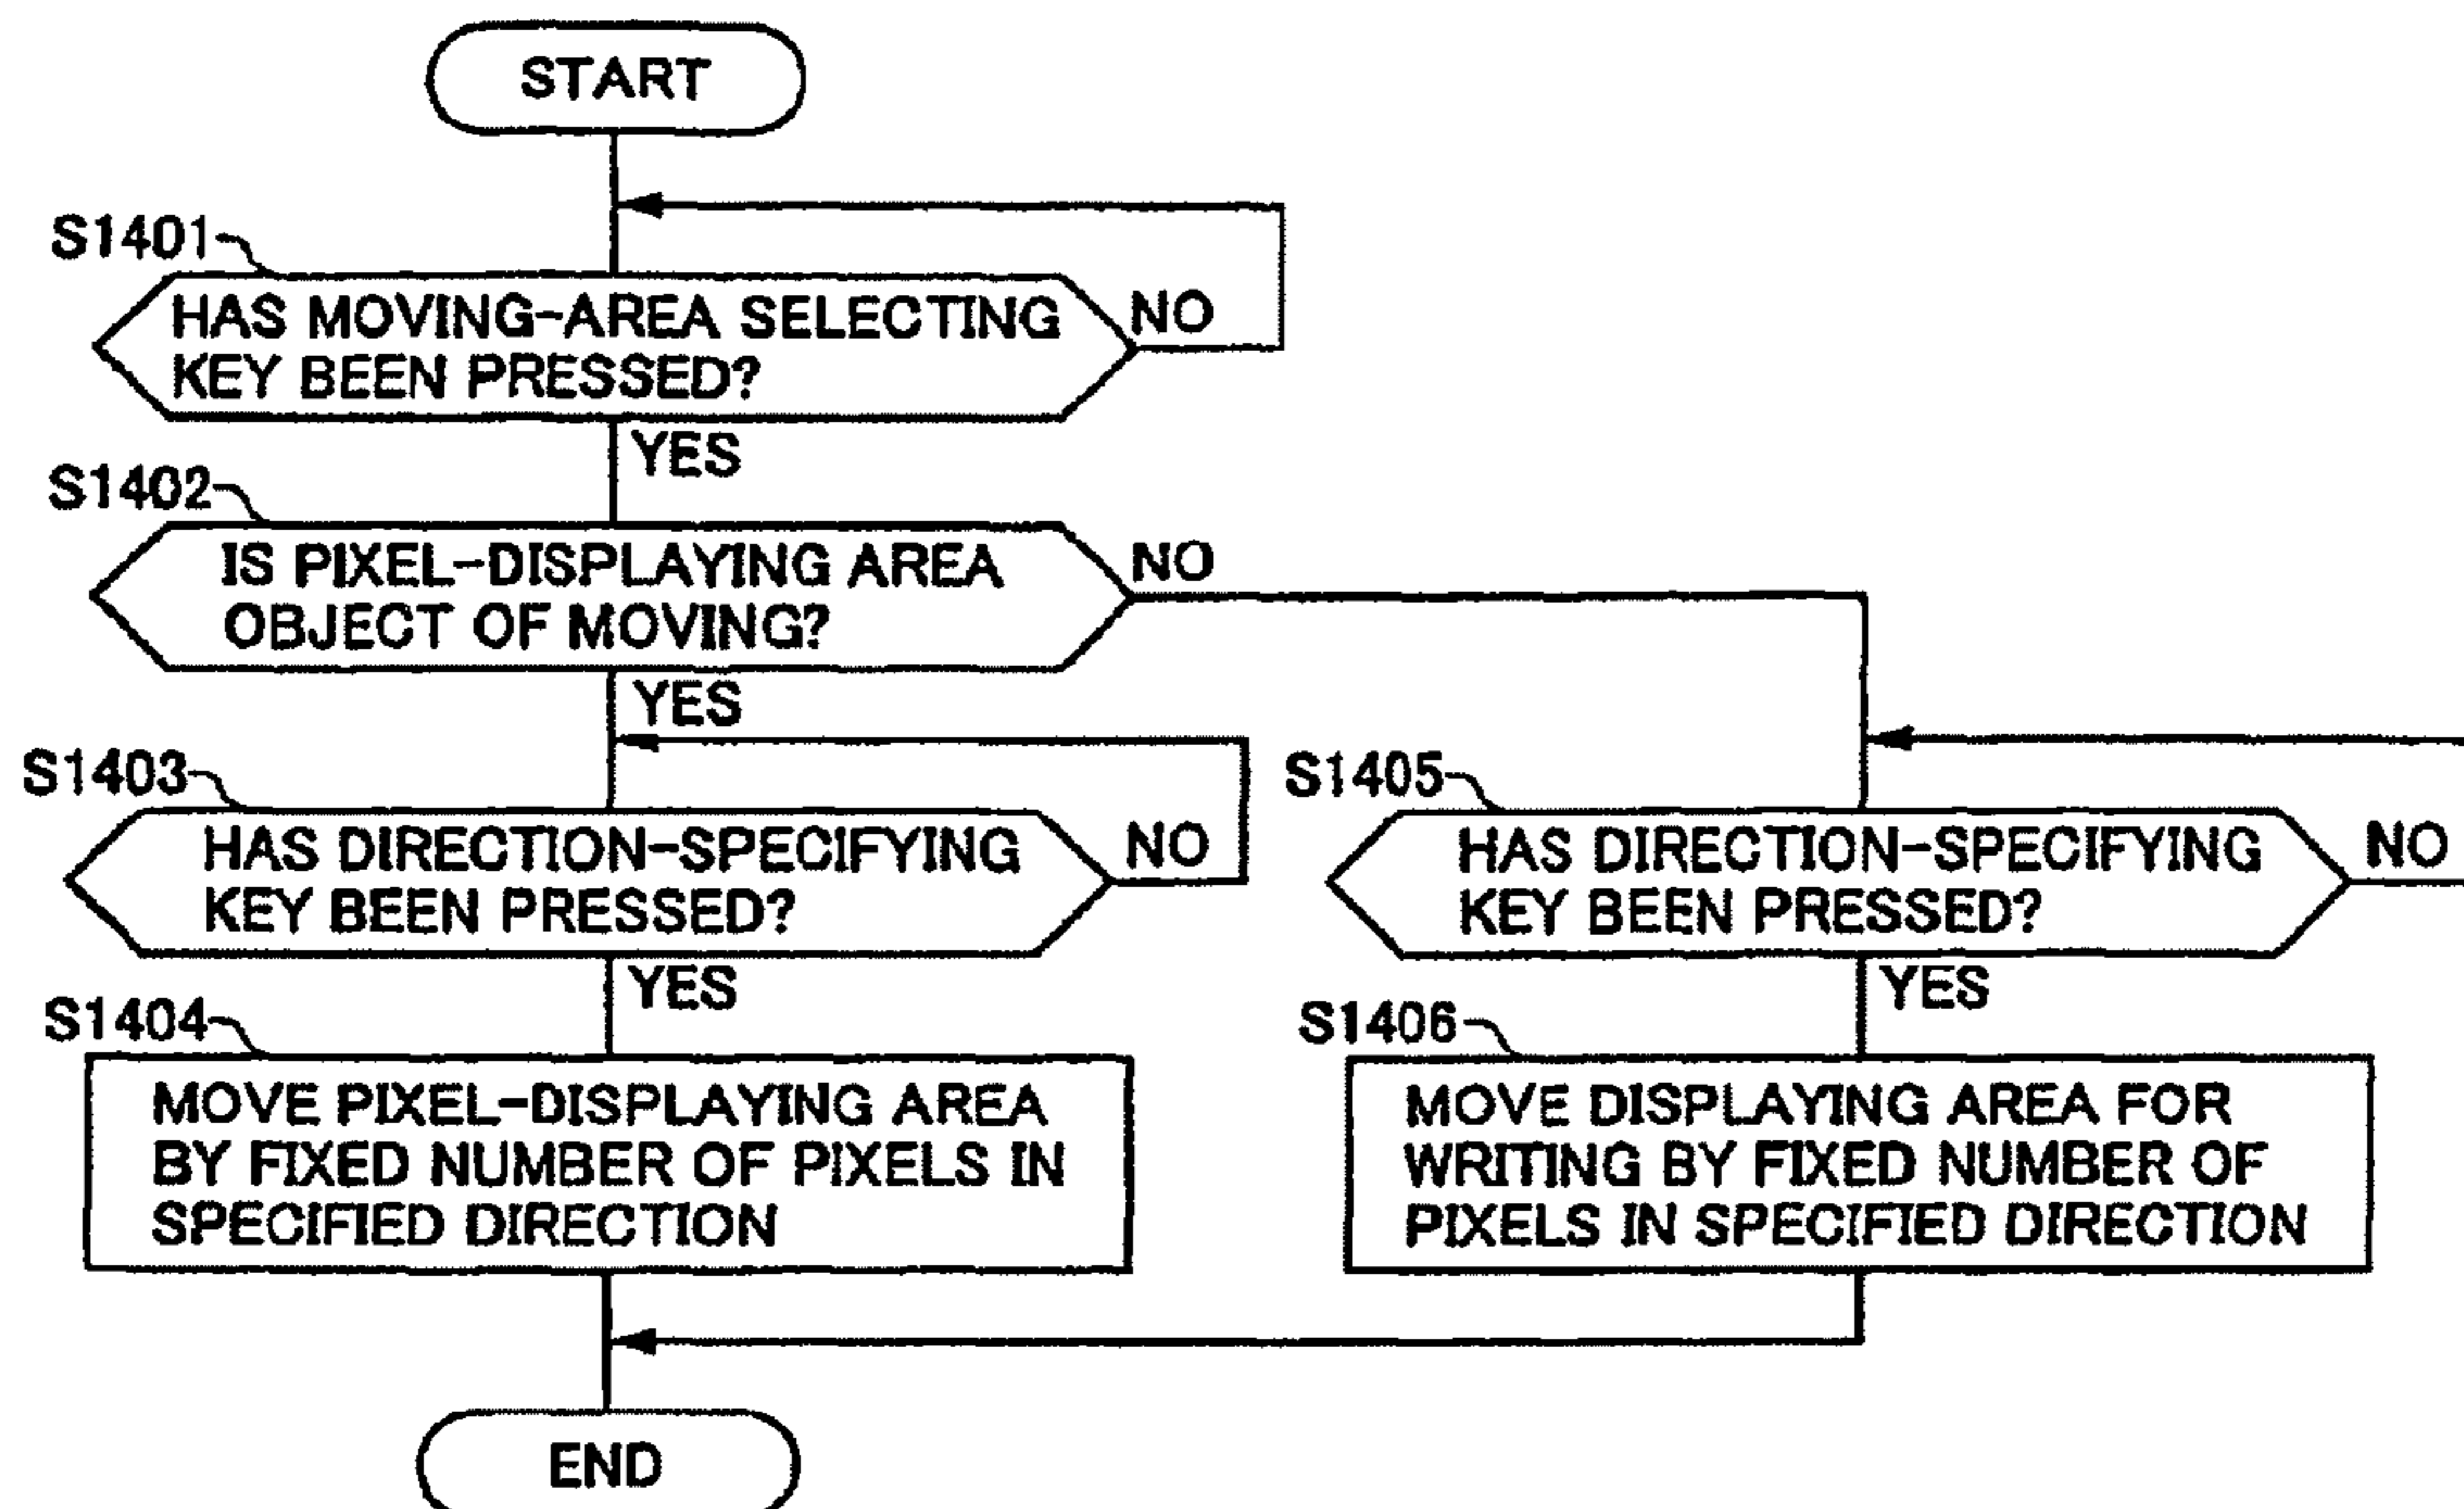 START
S1401
HAS MOVING-AREA SELECTING
KEY BEEN PRESSED?
NO
YES
S1402
IS PIXEL-DISPLAYING AREA
OBJECT OF MOVING?
NO
YES
S1403
HAS DIRECTION-SPECIFYING
KEY BEEN PRESSED?
NO
YES
S1404
MOVE PIXEL-DISPLAYING AREA
BY FIXED NUMBER OF PIXELS IN
SPECIFIED DIRECTION
S1405
HAS DIRECTION-SPECIFYING
KEY BEEN PRESSED?
NO
YES
S1406
MOVE DISPLAYING AREA FOR
WRITING BY FIXED NUMBER OF
PIXELS IN SPECIFIED DIRECTION
END